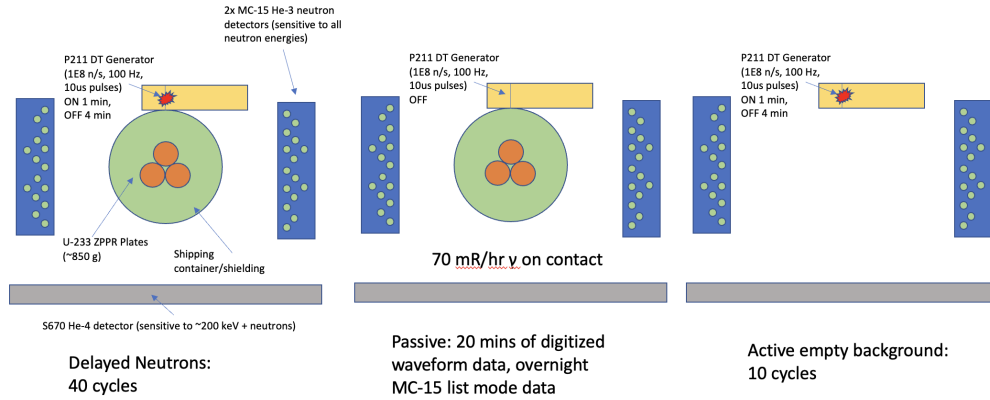 2x MC-15 He-3 neutron
detectors (sensitive to all
neutron energies)
P211 DT Generator
(1E8 n/s, 100 Hz,
10us pulses)
ON 1 min,
OFF 4 min
U-233 ZPPR Plates
(~850 g)
Shipping
container/shielding
S670 He-4 detector (sensitive to ~200 keV + neutrons)
Delayed Neutrons:
40 cycles
P211 DT Generator
(1E8 n/s, 100 Hz,
10us pulses)
OFF
70 mR/hr γ on contact
Passive: 20 mins of digitized
waveform data, overnight
MC-15 list mode data
P211 DT Generator
(1E8 n/s, 100 Hz,
10us pulses)
ON 1 min,
OFF 4 min
Active empty background:
10 cycles